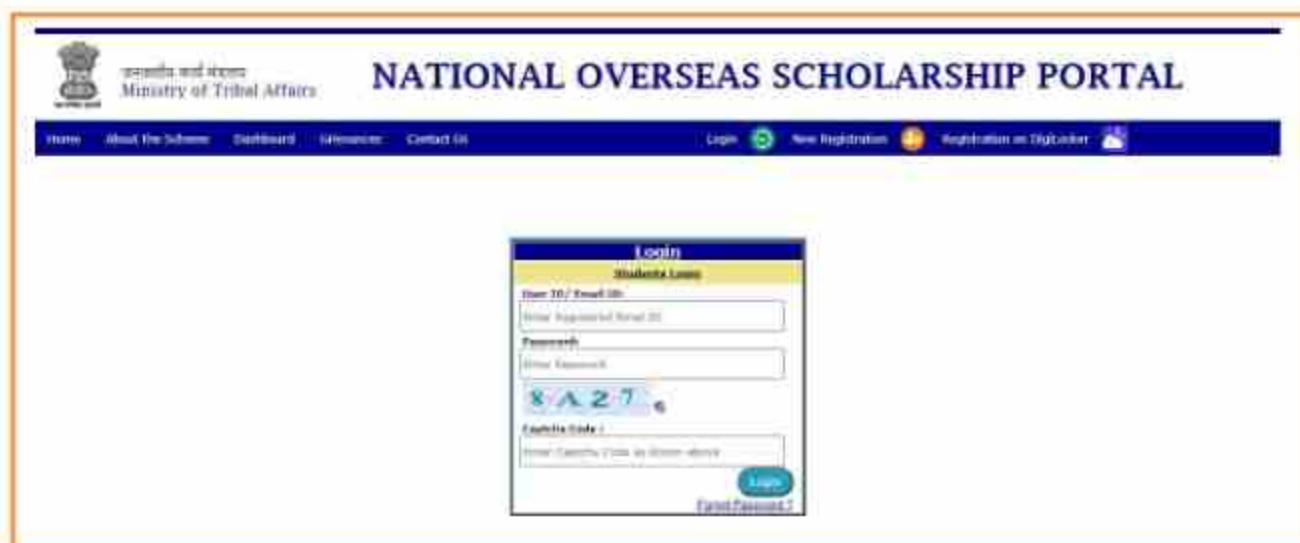 जनजातीय कार्य मंत्रालय
Ministry of Tribal Affairs
NATIONAL OVERSEAS SCHOLARSHIP PORTAL
Home About the Scheme Dashboard Grievances Contact Us Login New Registration Registration on DigiLocker
Login
Students Login
User ID/ Email ID:
Enter Registered Email ID
Password:
Enter Password
8 A 2 7
Captcha Code :
Enter Captcha Code as shown above
Login
Forgot Password ?